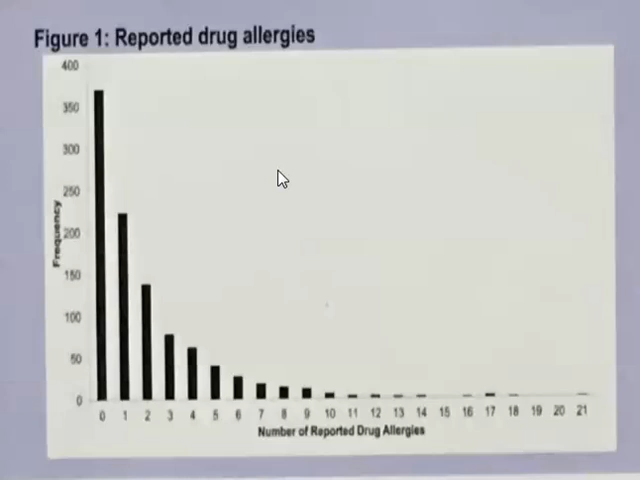 Figure 1: Reported drug allergies
400
350
300
250
200
150
100
50
0
Frequency
0 1 2 3 4 5 6 7 8 9 10 11 12 13 14 15 16 17 18 19 20 21
Number of Reported Drug Allergies